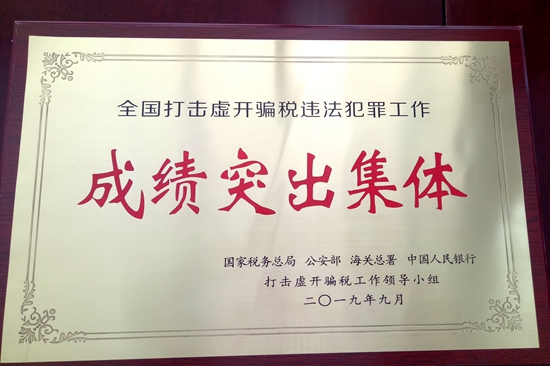 全国打击虚开骗税违法犯罪工作
成绩突出集体
国家税务总局 公安部 海关总署 中国人民银行
打击虚开骗税工作领导小组
二〇一九年九月